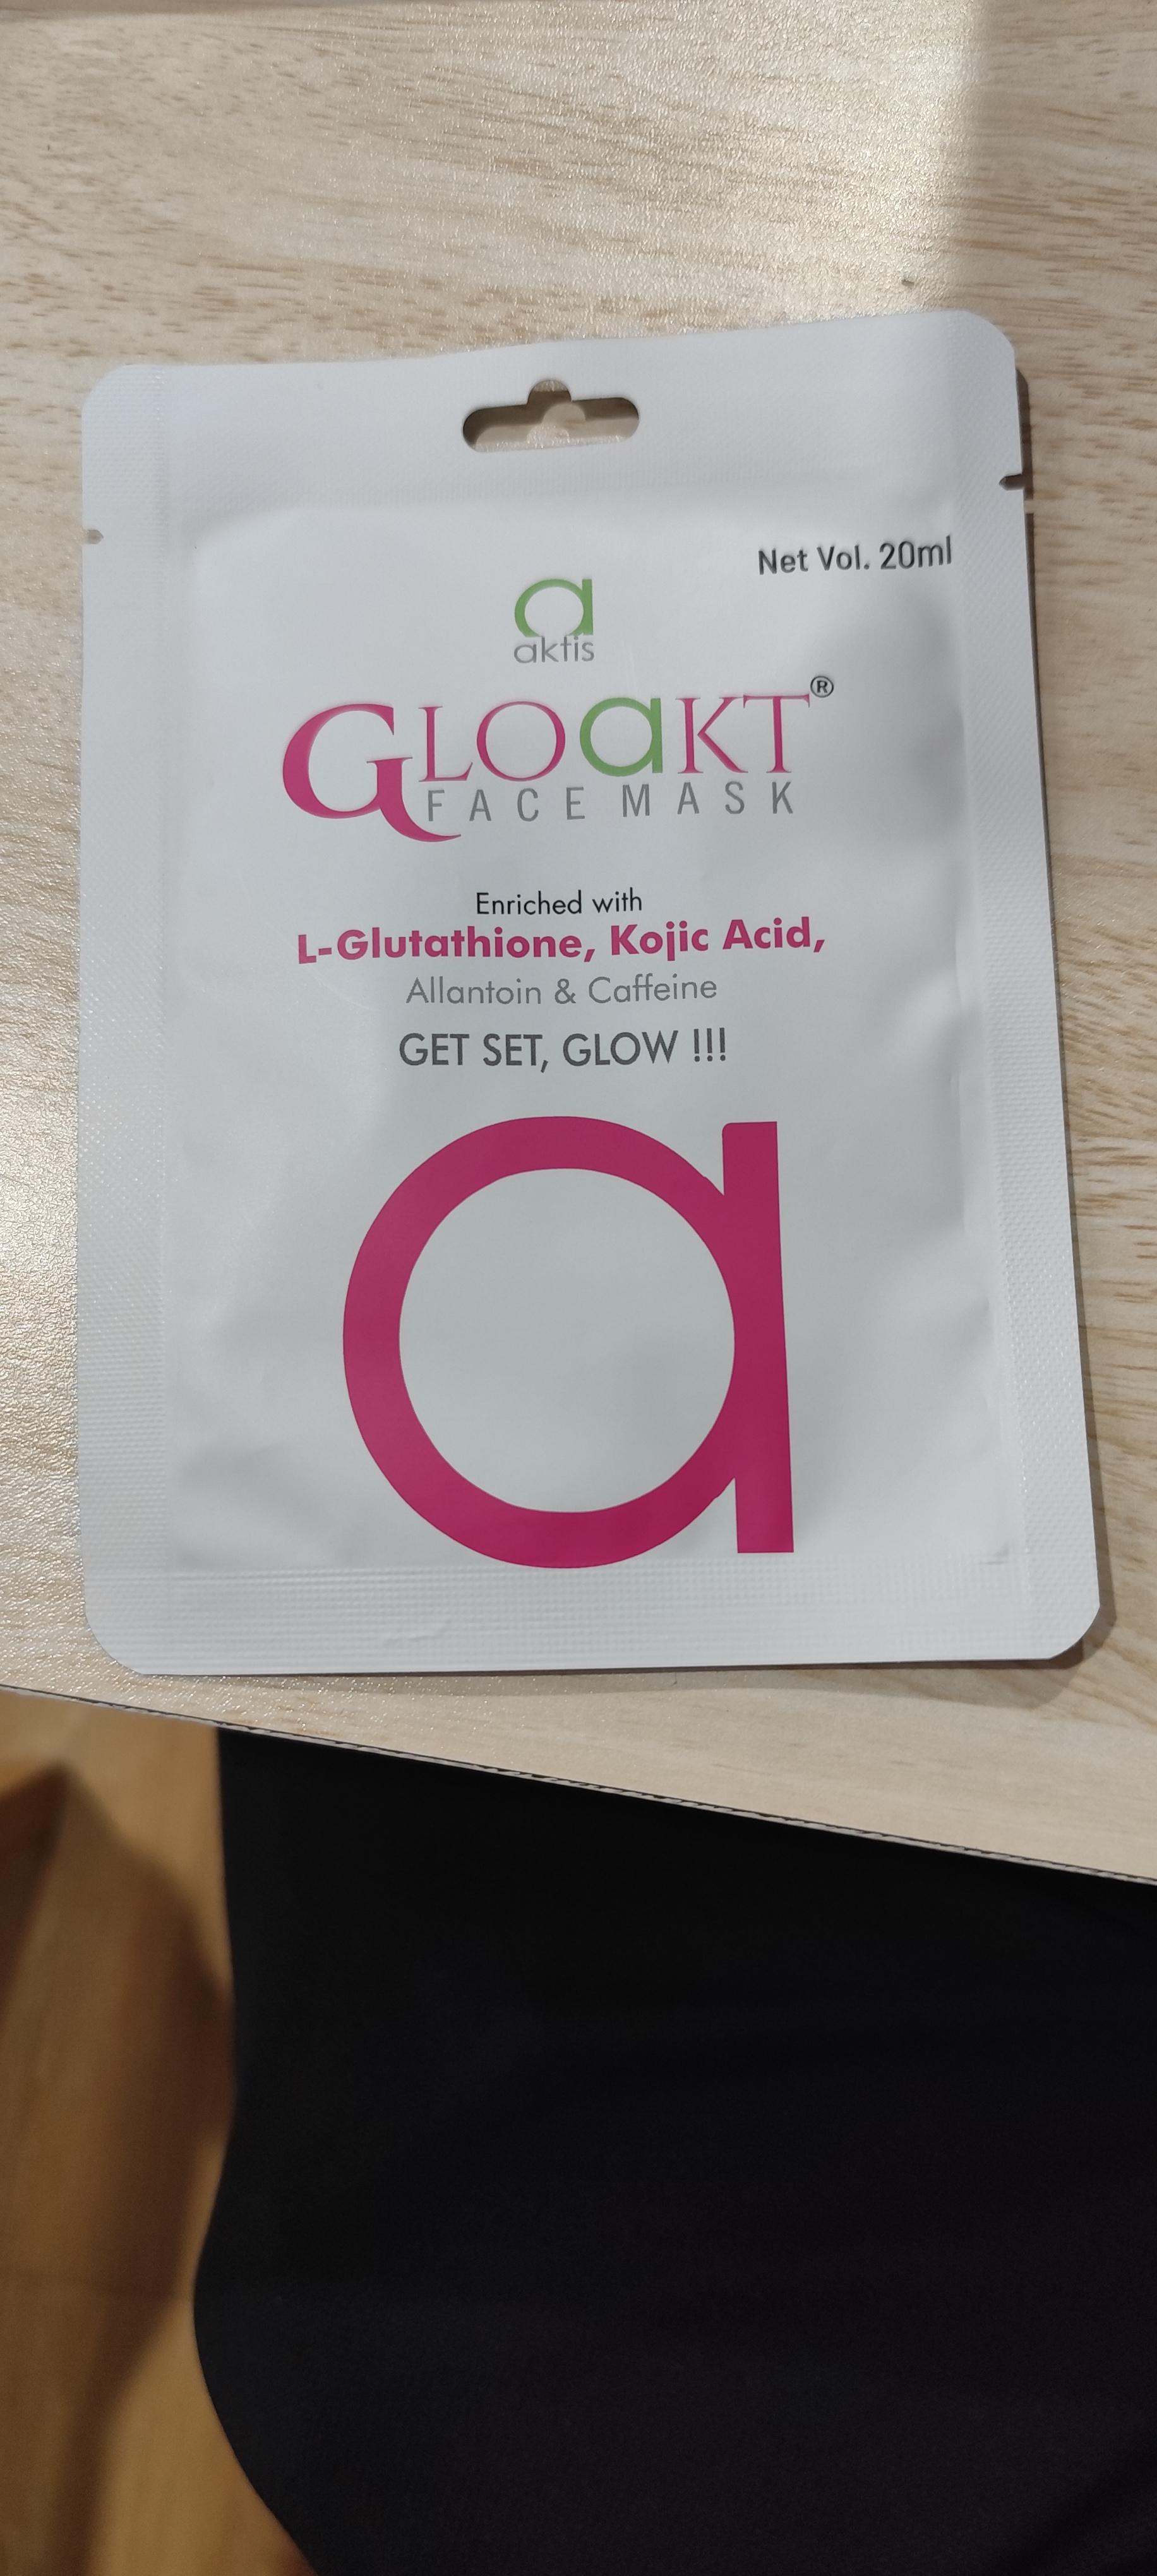 Net Vol. 20ml
a
aktis
GLOaKT®
FACE MASK
Enriched with
L-Glutathione, Kojic Acid,
Allantoin & Caffeine
GET SET, GLOW !!!
a